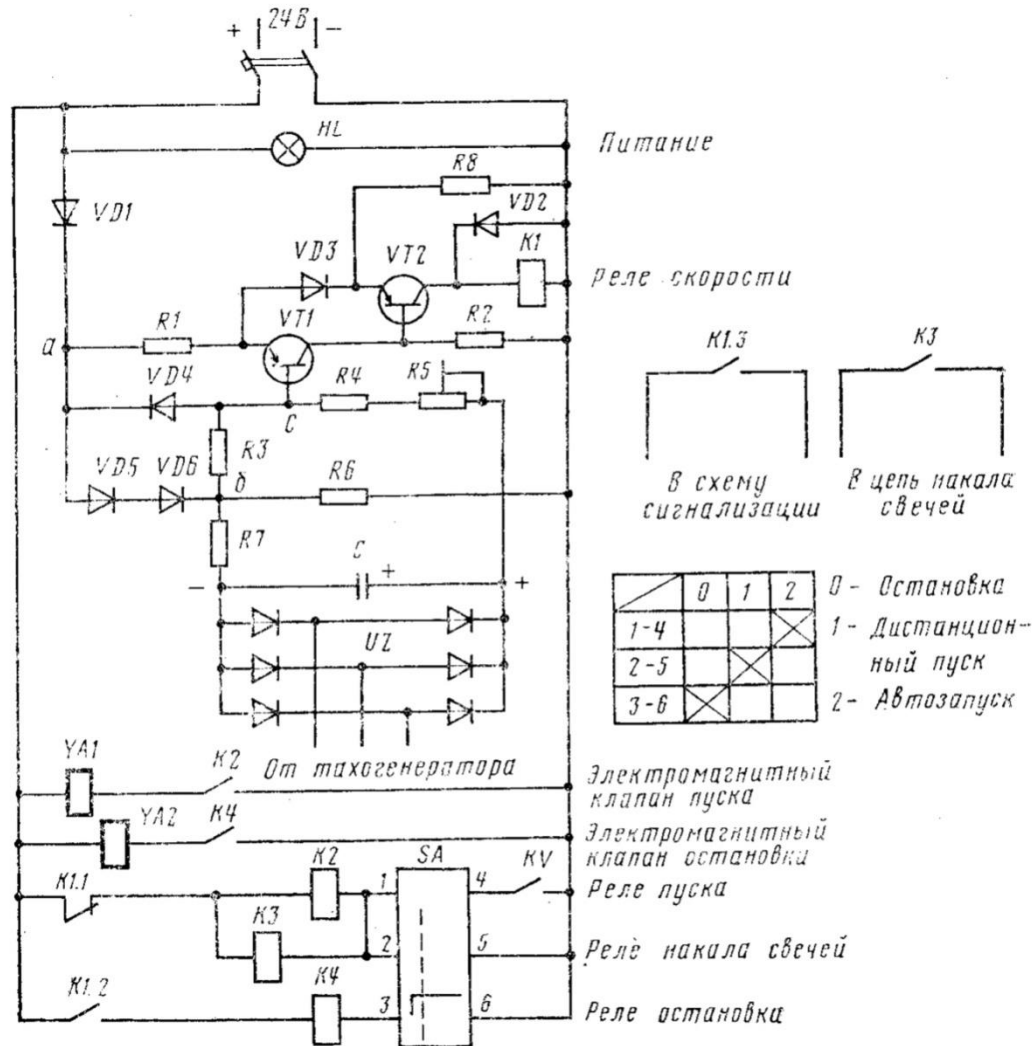 + 24В −
HL
Питание
R8
VD1
VD2
VD3
VT2
K1
Реле скорости
R1
VT1
R2
а
K1.3
K3
VD4
R4
R5
С
R3
VD5
VD6
б
R6
В схему
сигнализации
В цепь накала
свечей
R7
− С + +
0 1 2
1-4
2-5
3-6
0 - Остановка
1 - Дистанцион-
ный пуск
2 - Автозапуск
UZ
От тахогенератора
YA1
K2
Электромагнитный
клапан пуска
YA2
K4
Электромагнитный
клапан остановки
K1.1
K2
1
SA
4
KV
Реле пуска
K3
2
5
Реле накала свечей
K1.2
K4
3
6
Реле остановка